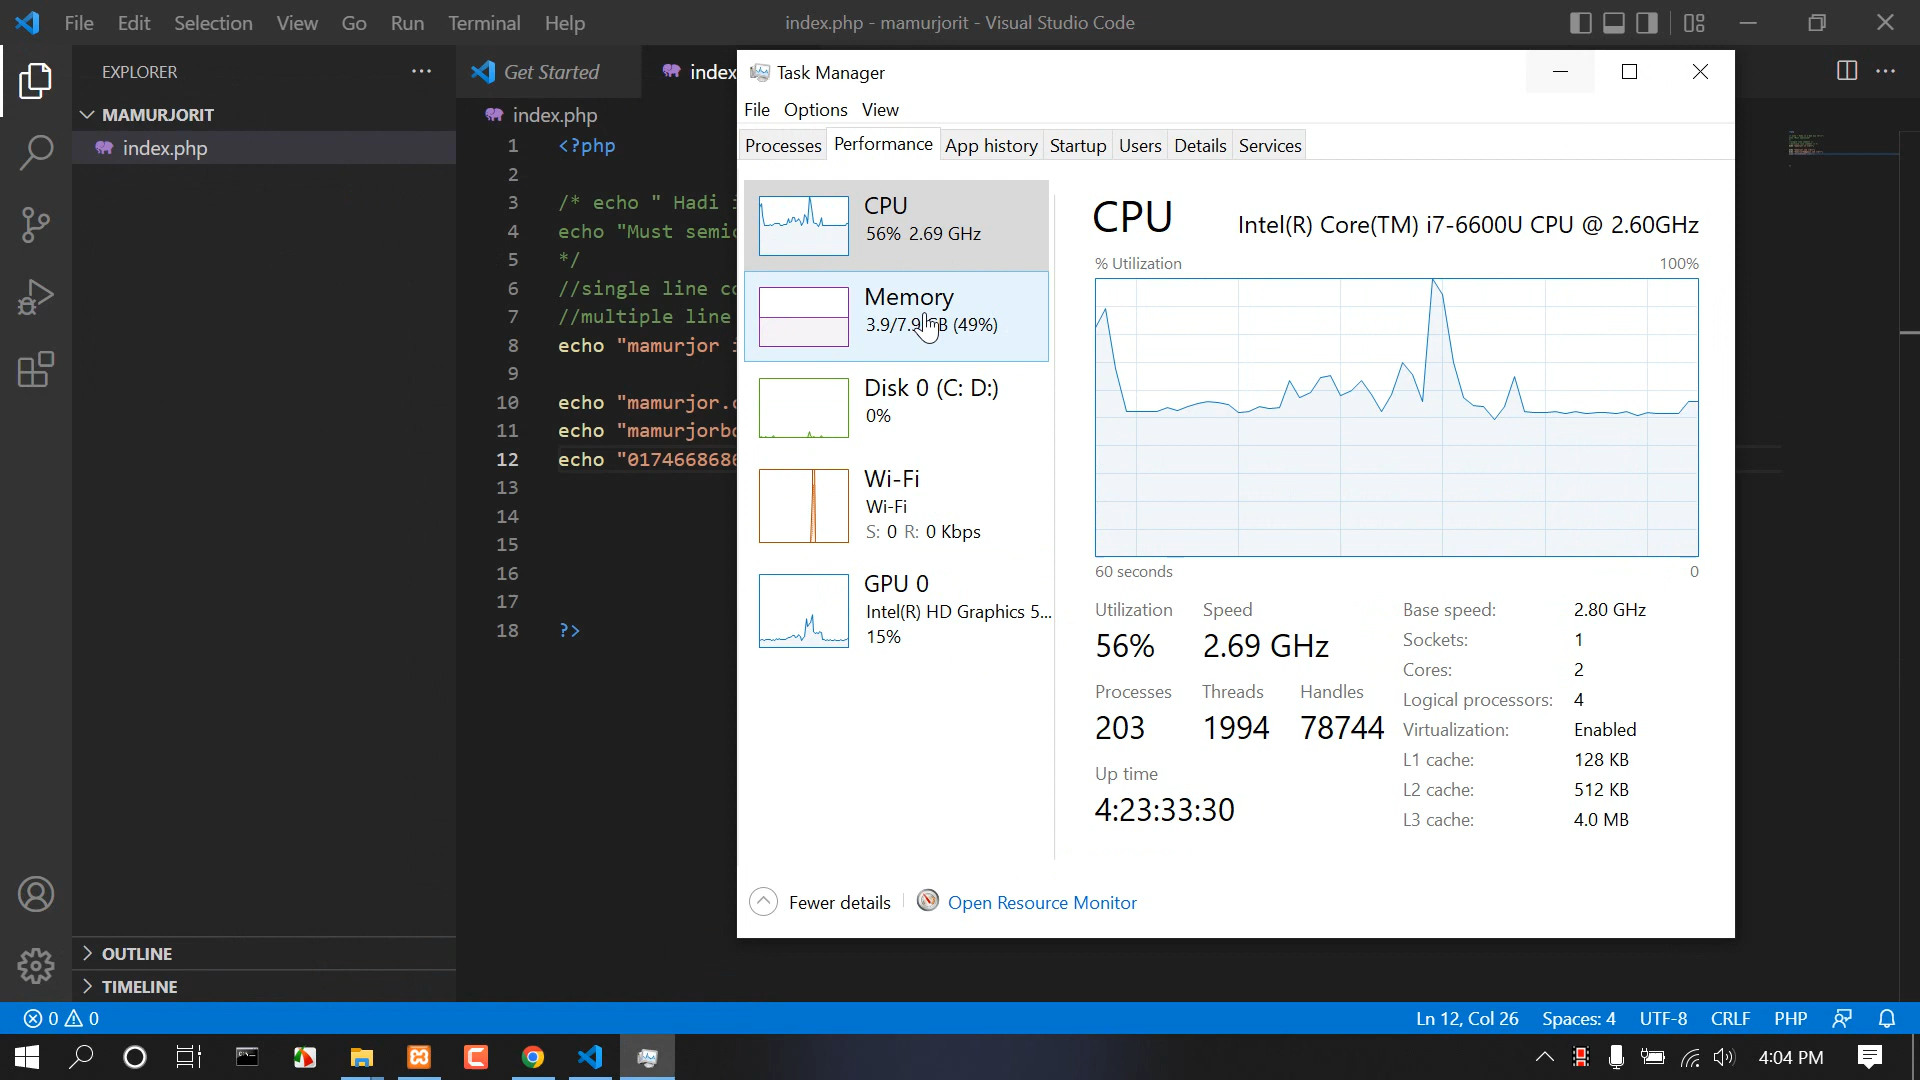 File Edit Selection View Go Run Terminal Help
index.php - mamurjorit - Visual Studio Code
EXPLORER
MAMURJORIT
index.php
OUTLINE
TIMELINE
Get Started
index
index.php
1 <?php
2
3 /* echo " Hadi
4 echo "Must
5 */
6 //single line
7 //multiple line
8 echo "mamurjor
9
10 echo "mamurjor.
11 echo
12 echo "0174668686
13
14
15
16
17
18 ?>
Task Manager
File Options View
Processes Performance App history Startup Users Details Services
CPU
56% 2.69 GHz
Memory
3.9/7.9 GB (49%)
Disk 0 (C: D:)
0%
Wi-Fi
Wi-Fi
S: 0 R: 0 Kbps
GPU 0
Intel(R) HD Graphics 5...
15%
CPU Intel(R) Core(TM) i7-6600U CPU @ 2.60GHz
% Utilization 100%
60 seconds 0
Utilization Speed
56% 2.69 GHz
Processes Threads Handles
203 1994 78744
Up time
4:23:33:30
Base speed: 2.80 GHz
Sockets: 1
Cores: 2
Logical processors: 4
Virtualization: Enabled
L1 cache: 128 KB
L2 cache: 512 KB
L3 cache: 4.0 MB
Fewer details Open Resource Monitor
0 0
Ln 12, Col 26 Spaces: 4 UTF-8 CRLF PHP
4:04 PM